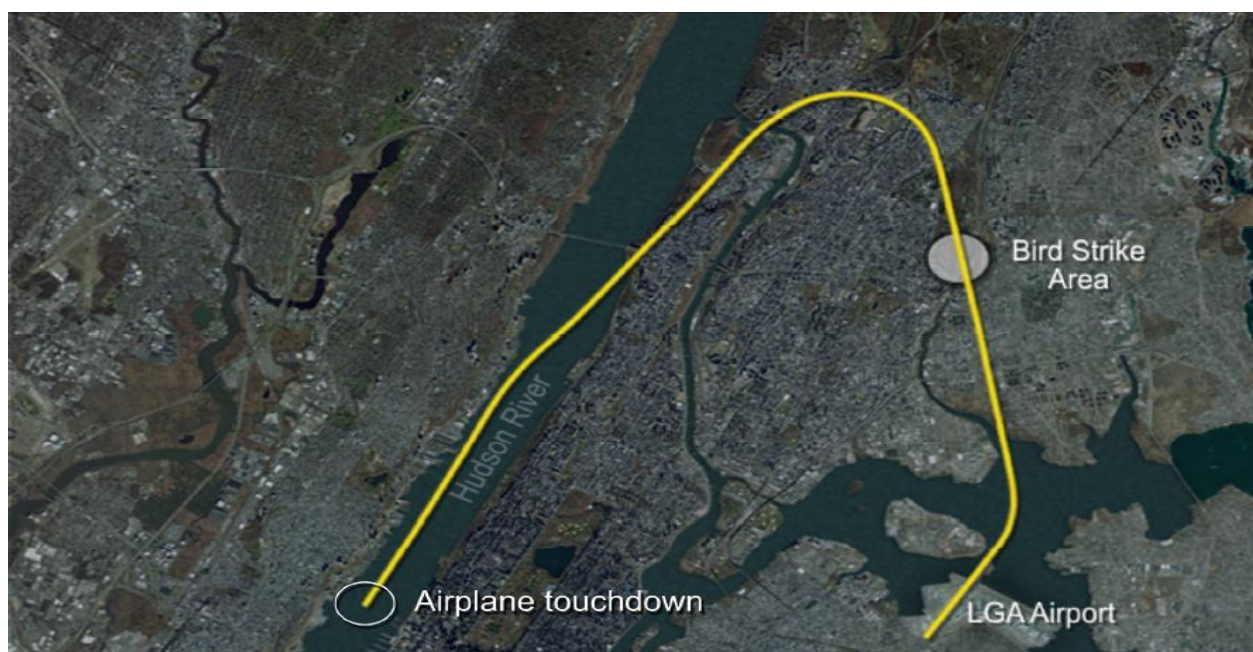 Bird Strike
Area
Hudson River
Airplane touchdown
LGA Airport